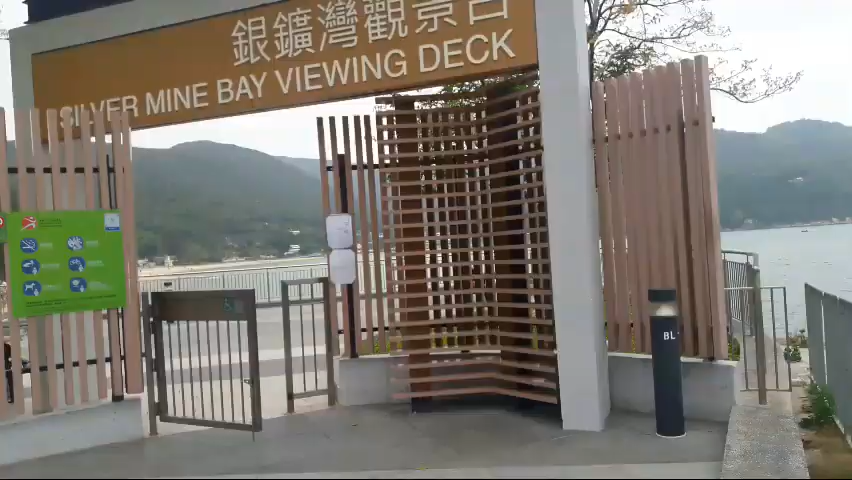 銀鑛灣觀景台
SILVER MINE BAY VIEWING DECK
BL